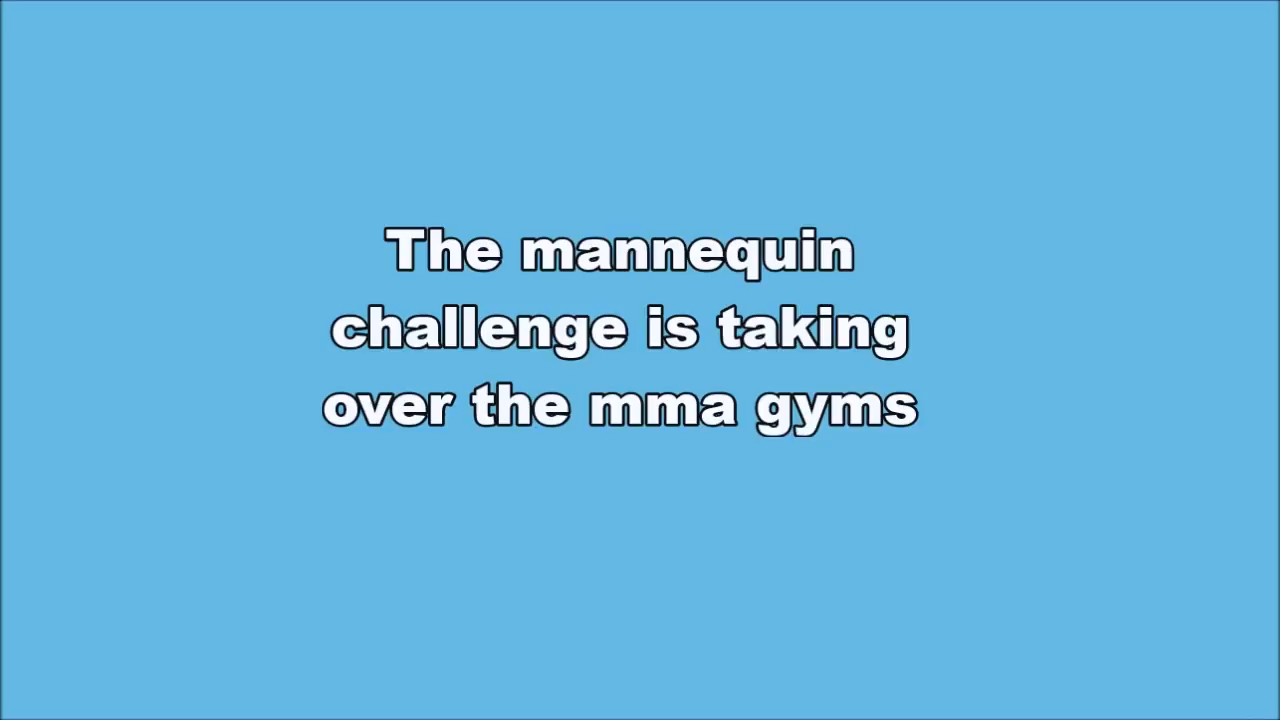 The mannequin
challenge is taking
over the mma gyms